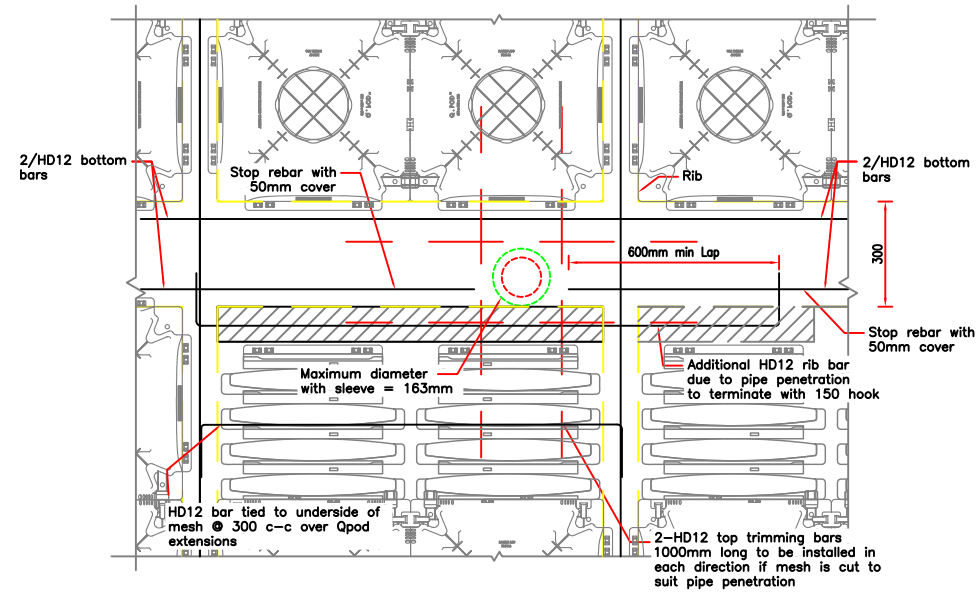 2/HD12 bottom
bars
Stop rebar with
50mm cover
Q.POD
Rib
2/HD12 bottom
bars
600mm min Lap
300
Stop rebar with
50mm cover
Maximum diameter
with sleeve = 163mm
Additional HD12 rib bar
due to pipe penetration
to terminate with 150 hook
HD12 bar tied to underside of
mesh @ 300 c-c over Qpod
extensions
2-HD12 top trimming bars
1000mm long to be installed in
each direction if mesh is cut to
suit pipe penetration